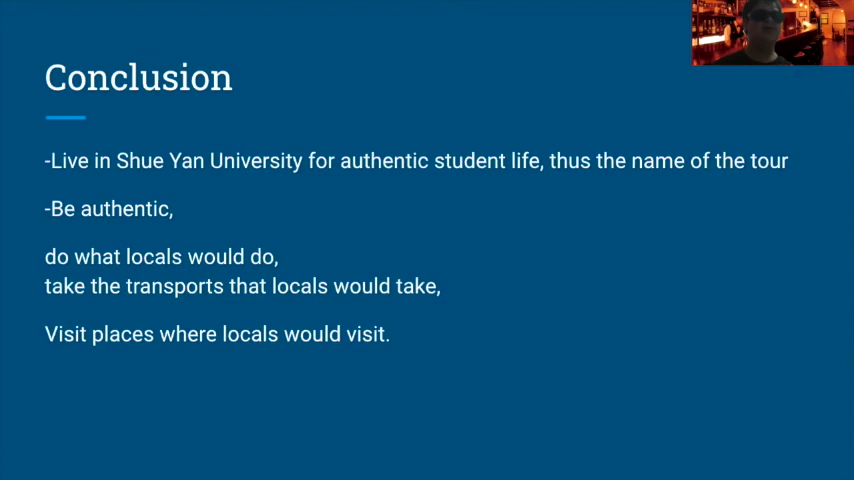 Conclusion
-Live in Shue Yan University for authentic student life, thus the name of the tour
-Be authentic,
do what locals would do,
take the transports that locals would take,
Visit places where locals would visit.